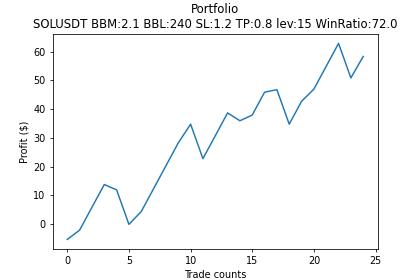 Portfolio
SOLUSDT BBM:2.1 BBL:240 SL:1.2 TP:0.8 lev:15 WinRatio:72.0
60
50
40
30
20
10
0
Profit ($)
0 5 10 15 20 25
Trade counts